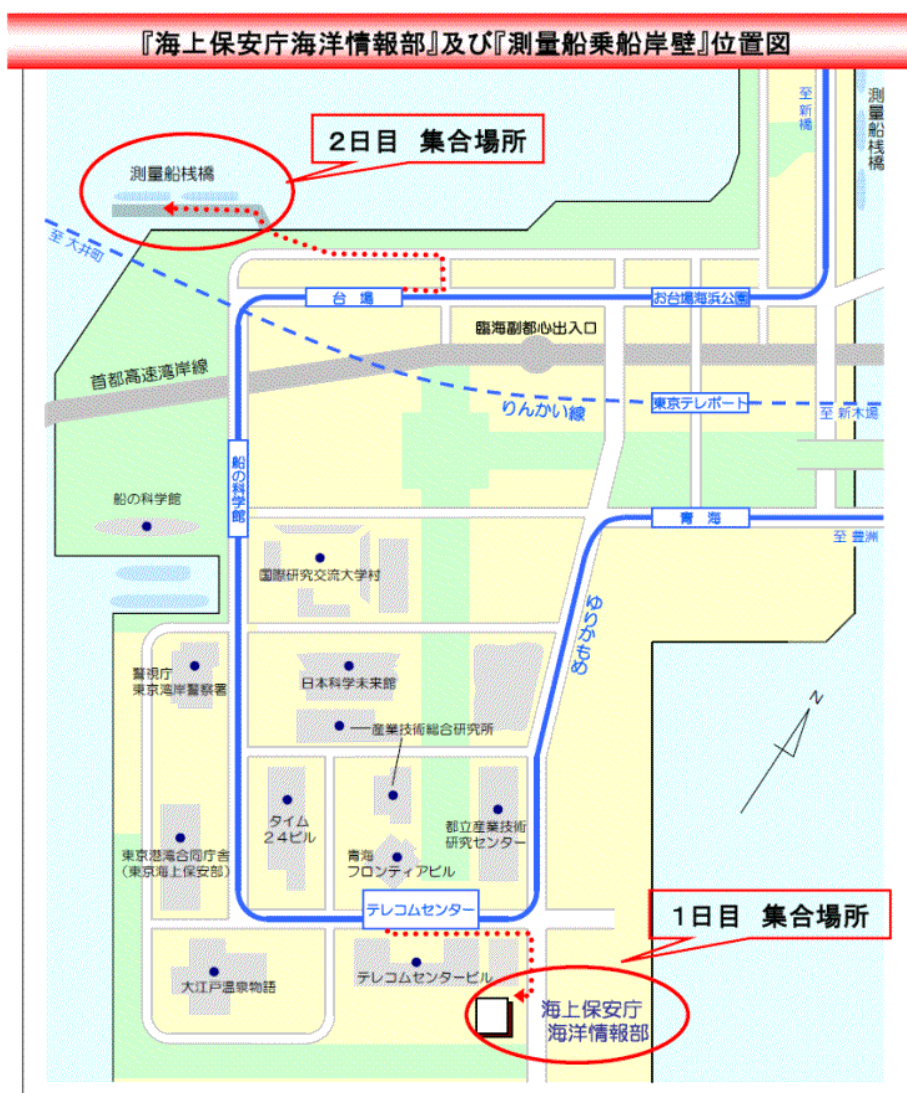 『海上保安庁海洋情報部』及び『測量船乗船岸壁』位置図
2日目 集合場所
測量船桟橋
至 新橋
測量船桟橋
至 大井町
台場
お台場海浜公園
臨海副都心出入口
首都高速湾岸線
りんかい線
東京テレポート
至 新木場
船の科学館
船の科学館
青海
至 豊洲
国際研究交流大学村
ゆりかもめ
警視庁
東京湾岸警察署
日本科学未来館
産業技術総合研究所
N
タイム
24ビル
都立産業技術
研究センター
東京港湾合同庁舎
(東京海上保安部)
青海
フロンティアビル
テレコムセンター
1日目 集合場所
大江戸温泉物語
テレコムセンタービル
海上保安庁
海洋情報部